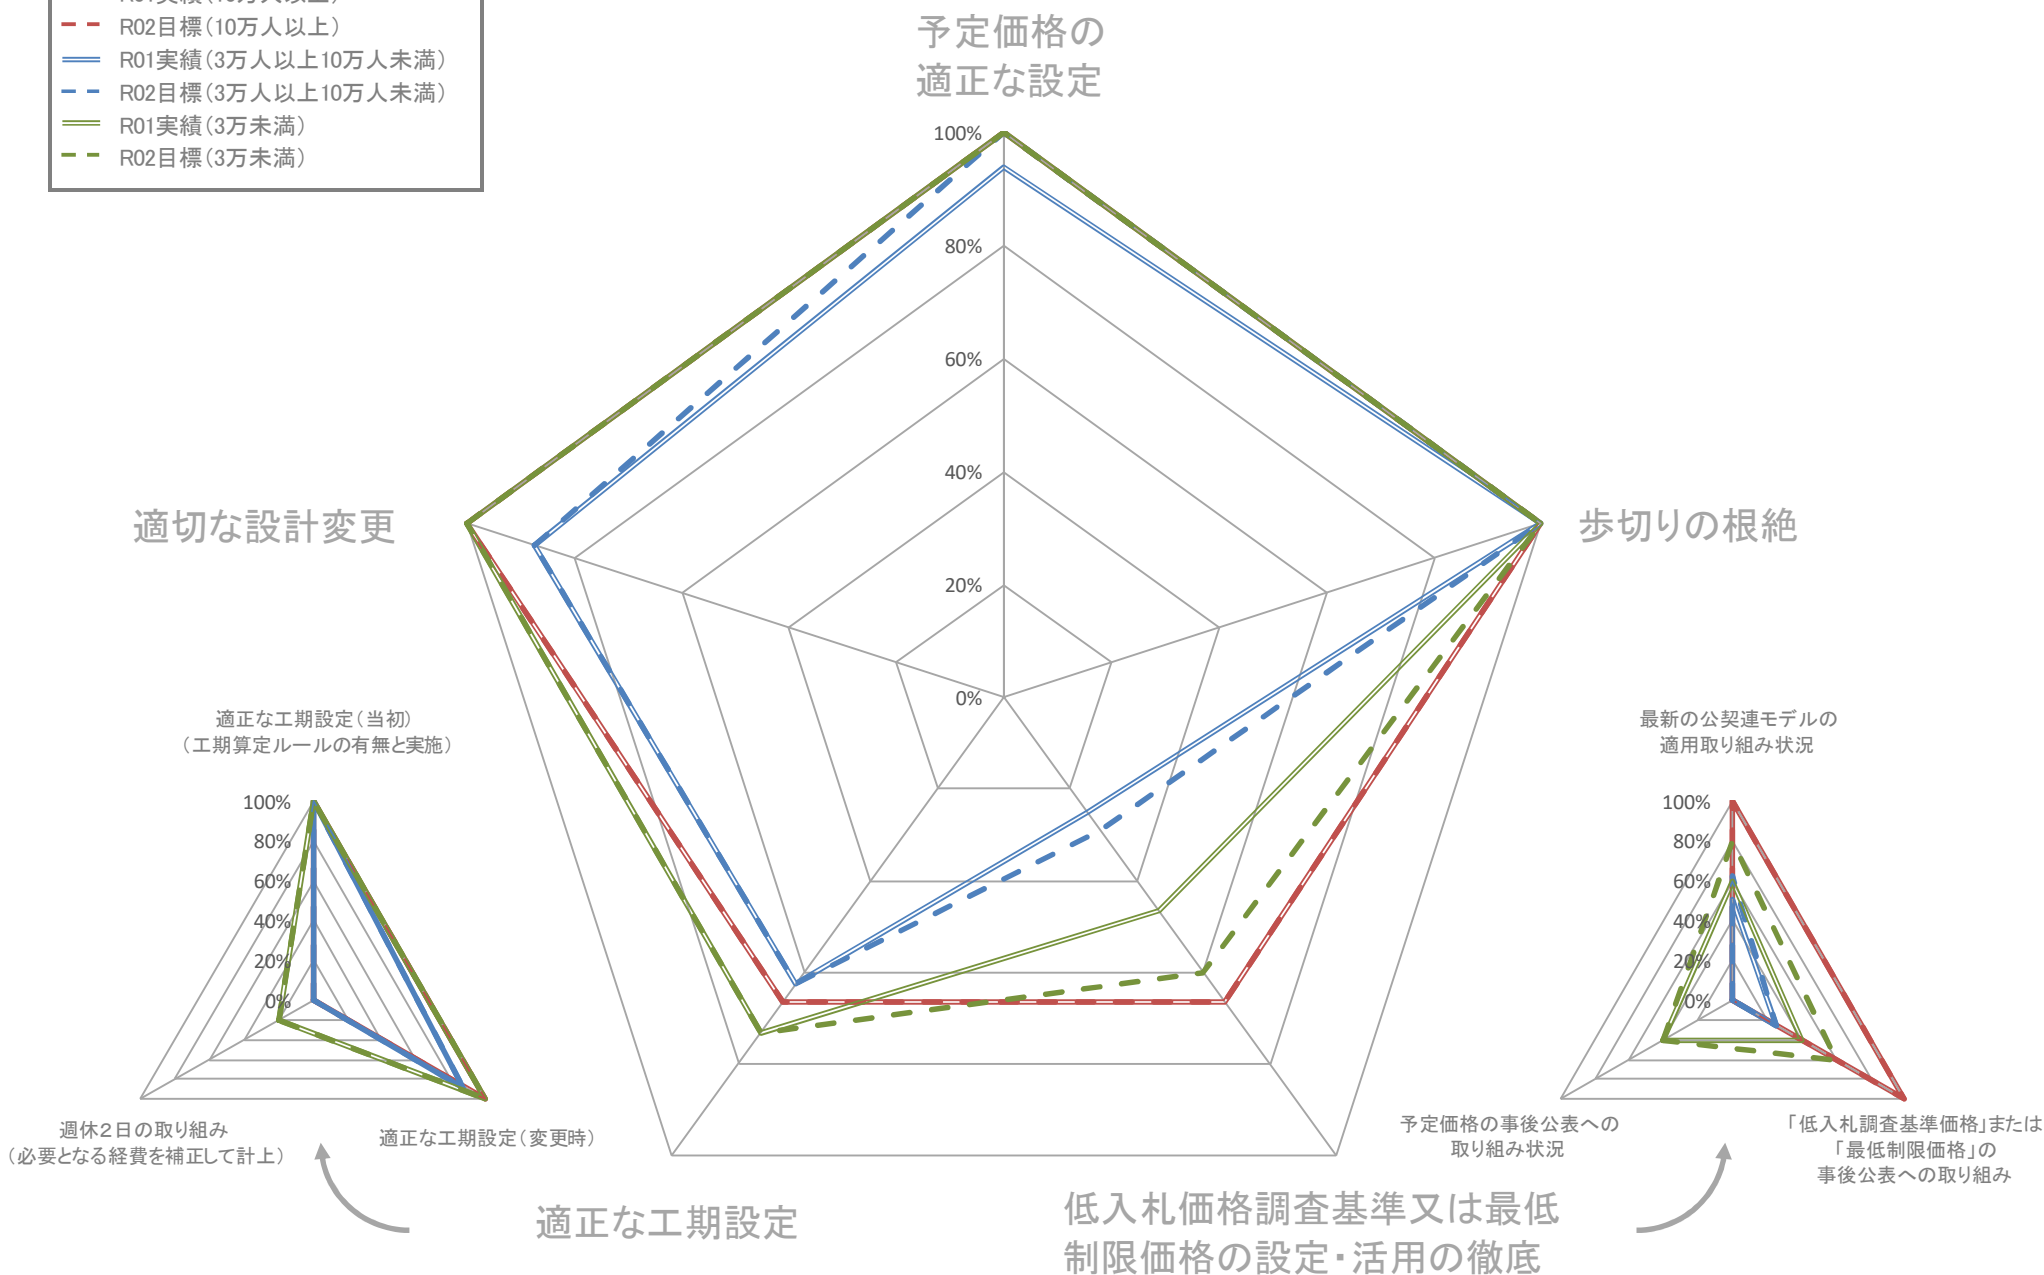 R01実績(10万人以上)
R02目標(10万人以上)
R01実績(3万人以上10万人未満)
R02目標(3万人以上10万人未満)
R01実績(3万未満)
R02目標(3万未満)
予定価格の
適正な設定
100%
80%
60%
40%
20%
0%
適切な設計変更
歩切りの根絶
適正な工期設定(当初)
(工期算定ルールの有無と実施)
100%
80%
60%
40%
20%
0%
週休2日の取り組み
(必要となる経費を補正して計上)
適正な工期設定(変更時)
最新の公契連モデルの
適用取り組み状況
100%
80%
60%
40%
20%
0%
予定価格の事後公表への
取り組み状況
「低入札調査基準価格」または
「最低制限価格」の
事後公表への取り組み
適正な工期設定
低入札価格調査基準又は最低
制限価格の設定・活用の徹底